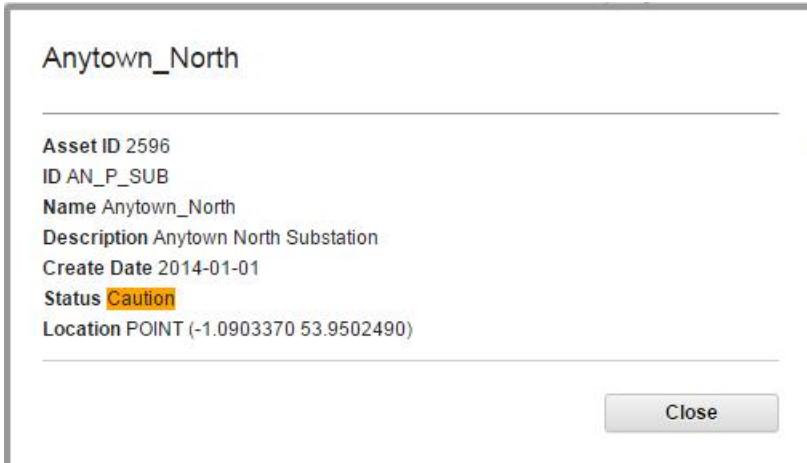 Anytown_North
Asset ID 2596
ID AN_P_SUB
Name Anytown_North
Description Anytown North Substation
Create Date 2014-01-01
Status Caution
Location POINT (-1.0903370 53.9502490)
Close